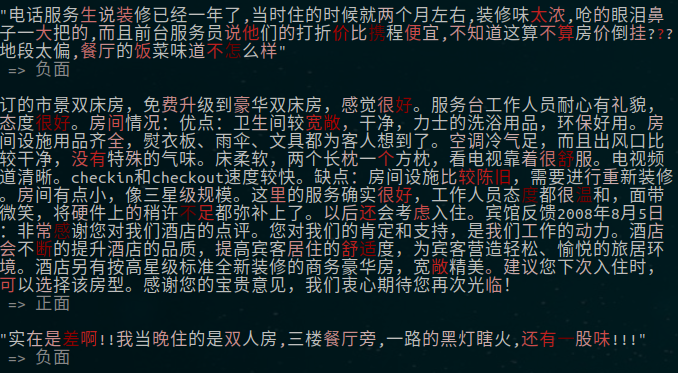 "电话服务生说装修已经一年了,当时住的时候就两个月左右,装修味太浓,呛的眼泪鼻
子一大把的,而且前台服务员说他们的打折价比携程便宜,不知道这算不算房价倒挂???
地段太偏,餐厅的饭菜味道不怎么样"
=> 负面
订的市景双床房，免费升级到豪华双床房，感觉很好。服务台工作人员耐心有礼貌，
态度很好。房间情况：优点：卫生间较宽敞，干净，力士的洗浴用品，环保好用。房
间设施用品齐全，熨衣板、雨伞、文具都为客人想到了。空调冷气足，而且出风口比
较干净，没有特殊的气味。床柔软，两个长枕一个方枕，看电视靠着很舒服。电视频
道清晰。checkin和checkout速度较快。缺点：房间设施比较陈旧，需要进行重新装修
。房间有点小，像三星级规模。这里的服务确实很好，工作人员态度都很温和，面带
微笑，将硬件上的稍许不足都弥补上了。以后还会考虑入住。宾馆反馈2008年8月5日
：非常感谢您对我们酒店的点评。您对我们的肯定和支持，是我们工作的动力。酒店
会不断的提升酒店的品质，提高宾客居住的舒适度，为宾客营造轻松、愉悦的旅居环
境。酒店另有按高星级标准全新装修的商务豪华房，宽敞精美。建议您下次入住时，
可以选择该房型。感谢您的宝贵意见，我们衷心期待您再次光临！
=> 正面
"实在是差啊!!我当晚住的是双人房,三楼餐厅旁,一路的黑灯瞎火,还有一股味!!!"
=> 负面